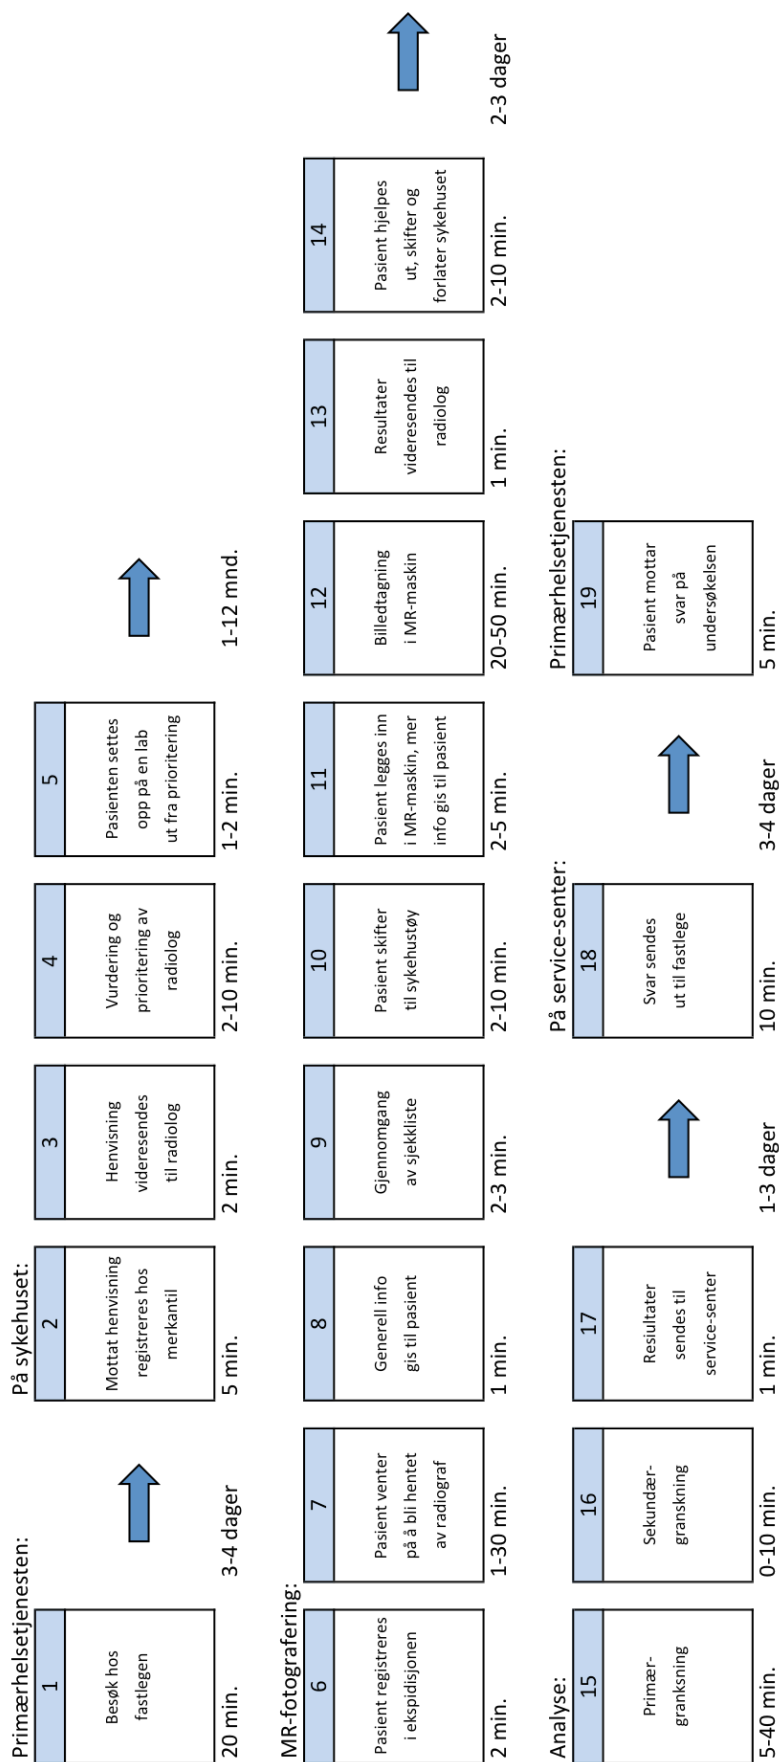 Primærhelsetjenesten:
1
Besøk hos
fastlegen
20 min.
3-4 dager
På sykehuset:
2
Mottat henvisning
registreres hos
merkantil
5 min.
3
Henvisning
videresendes
til radiolog
2 min.
4
Vurdering og
prioritering av
radiolog
2-10 min.
5
Pasienten settes
opp på en lab
ut fra prioritering
1-2 min.
1-12 mnd.
MR-fotografering:
6
Pasient registreres
i ekspidisjonen
2 min.
7
Pasient venter
på å bli hentet
av radiograf
1-30 min.
8
Generell info
gis til pasient
1 min.
9
Gjennomgang
av sjekkliste
2-3 min.
10
Pasient skifter
til sykehustøy
2-10 min.
11
Pasient legges inn
i MR-maskin, mer
info gis til pasient
2-5 min.
12
Billedtagning
i MR-maskin
20-50 min.
13
Resultater
videresendes til
radiolog
1 min.
14
Pasient hjelpes
ut, skifter og
forlater sykehuset
2-10 min.
2-3 dager
Analyse:
15
Primær-
granksning
5-40 min.
16
Sekundær-
granskning
0-10 min.
17
Resiultater
sendes til
service-senter
1 min.
1-3 dager
På service-senter:
18
Svar sendes
ut til fastlege
10 min.
3-4 dager
Primærhelsetjenesten:
19
Pasient mottar
svar på
undersøkelsen
5 min.